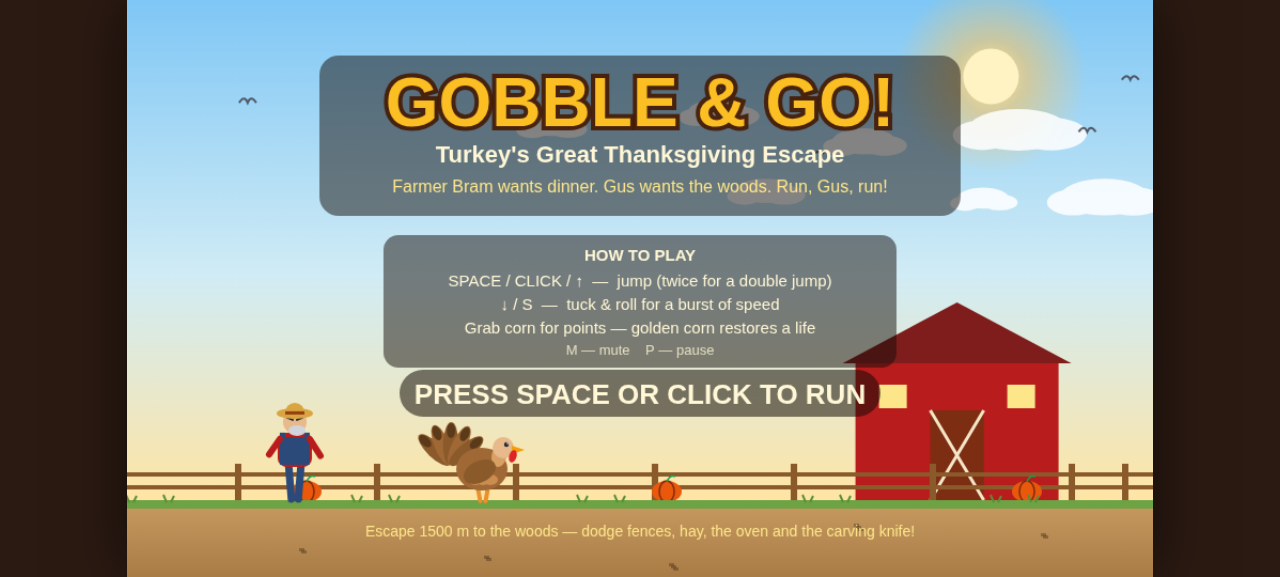 GOBBLE & GO!
Turkey's Great Thanksgiving Escape
Farmer Bram wants dinner. Gus wants the woods. Run, Gus, run!
HOW TO PLAY
SPACE / CLICK / ↑ — jump (twice for a double jump)
↓ / S — tuck & roll for a burst of speed
Grab corn for points — golden corn restores a life
M — mute P — pause
PRESS SPACE OR CLICK TO RUN
Escape 1500 m to the woods — dodge fences, hay, the oven and the carving knife!